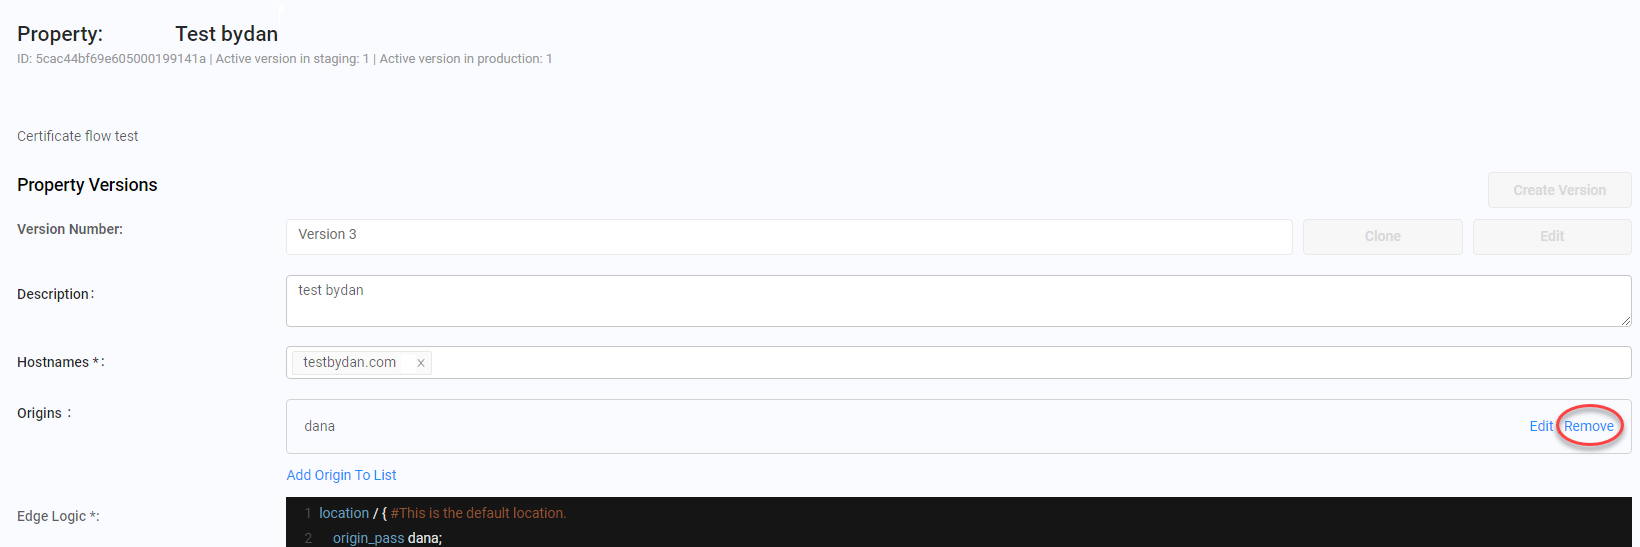 Property: Test bydan
ID: 5cac44bf69e605000199141a | Active version in staging: 1 | Active version in production: 1
Certificate flow test
Property Versions
Create Version
Version Number: Version 3 Clone Edit
Description: test bydan
Hostnames *: testbydan.com x
Origins : dana Edit Remove
Add Origin To List
Edge Logic *: 1 location / { #This is the default location.
2 origin_pass dana;